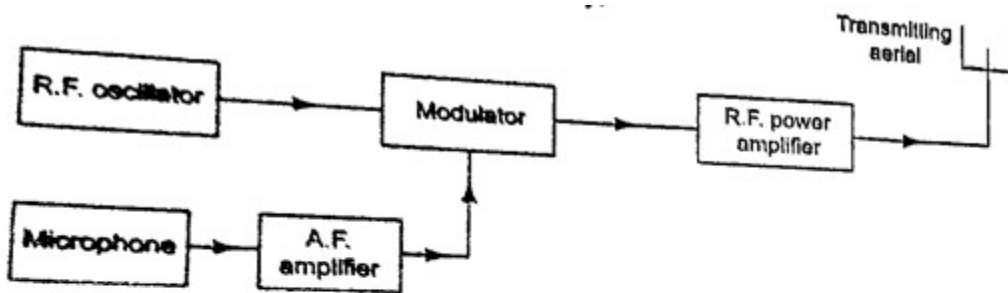 Transmitting
aerial
R.F. oscillator
Modulator
R.F. power
amplifier
Microphone
A.F.
amplifier